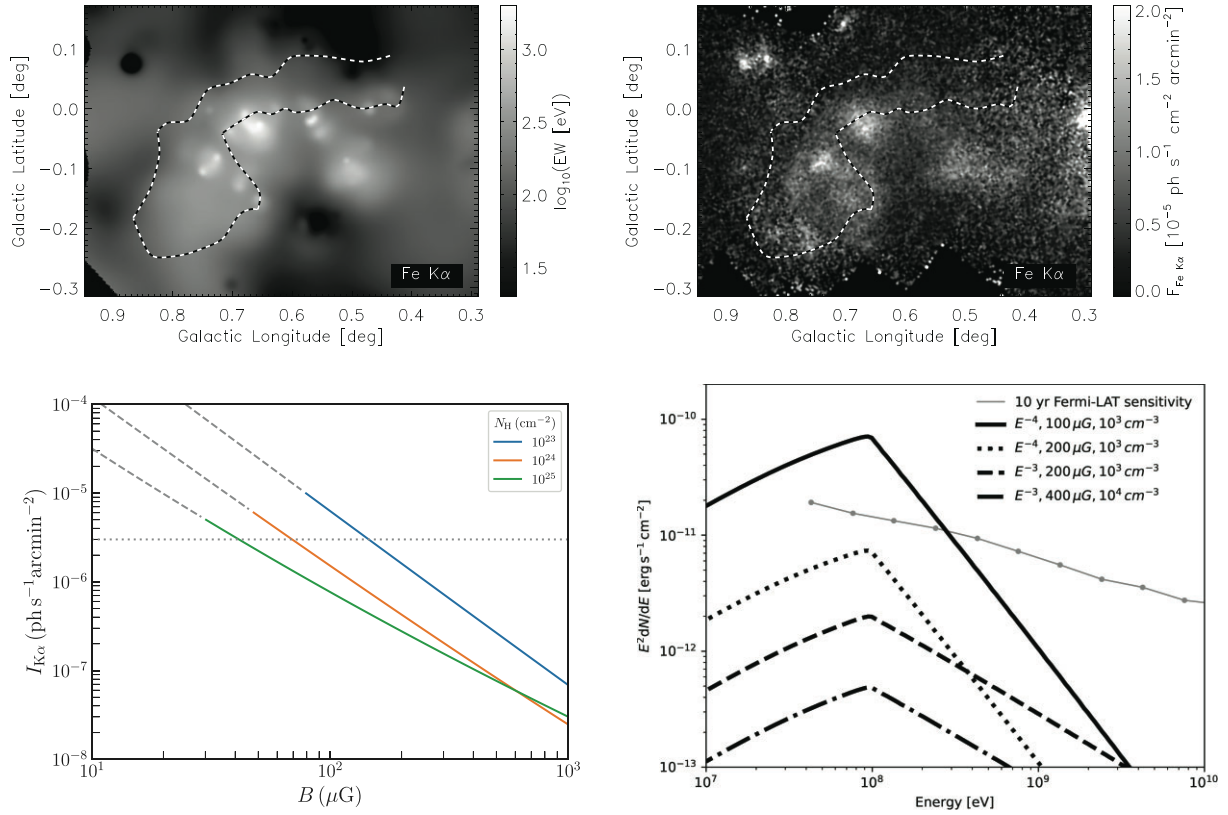 0.1
0.0
−0.1
−0.2
−0.3
Galactic Latitude [deg]
0.9 0.8 0.7 0.6 0.5 0.4
Galactic Longitude [deg]
Fe Kα
3.0
2.5
2.0
1.5
log₁₀(EW [eV])
0.1
0.0
−0.1
−0.2
−0.3
Galactic Latitude [deg]
0.9 0.8 0.7 0.6 0.5 0.4 0.3
Galactic Longitude [deg]
Fe Kα
2.0
1.5
1.0
0.5
0.0
F_Fe Kα [10⁻⁵ ph s⁻¹ cm⁻² arcmin⁻²]
10⁻⁴
10⁻⁵
10⁻⁶
10⁻⁷
10⁻⁸
I_Kα (ph s⁻¹arcmin⁻²)
N_H (cm⁻²)
10²³
10²⁴
10²⁵
10¹ 10² 10³
B (μG)
10⁻¹⁰
10⁻¹¹
10⁻¹²
10⁻¹³
E²dN/dE [erg s⁻¹ cm⁻²]
10 yr Fermi-LAT sensitivity
E⁻⁴, 100 μG, 10³ cm⁻³
E⁻⁴, 200 μG, 10³ cm⁻³
E⁻³, 200 μG, 10³ cm⁻³
E⁻³, 400 μG, 10⁴ cm⁻³
10⁷ 10⁸ 10⁹ 10¹⁰
Energy [eV]